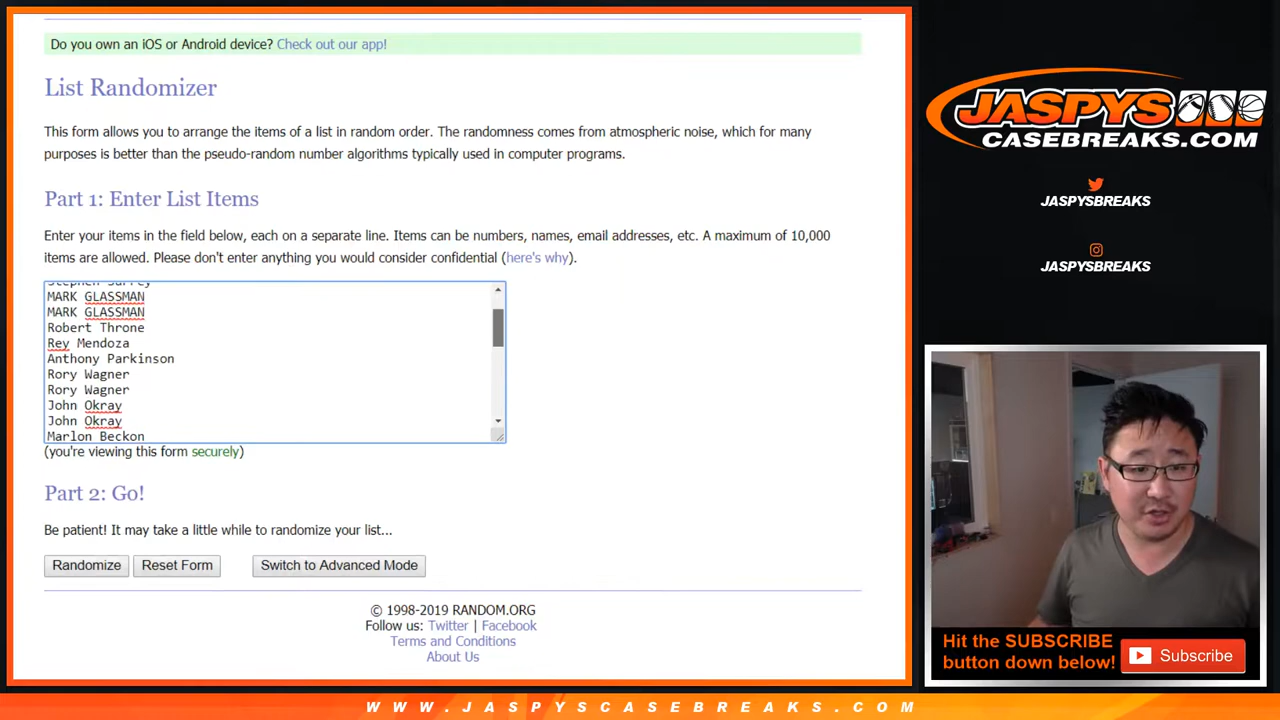 Do you own an iOS or Android device? Check out our app!
List Randomizer
This form allows you to arrange the items of a list in random order. The randomness comes from atmospheric noise, which for many
purposes is better than the pseudo-random number algorithms typically used in computer programs.
Part 1: Enter List Items
Enter your items in the field below, each on a separate line. Items can be numbers, names, email addresses, etc. A maximum of 10,000
items are allowed. Please don't enter anything you would consider confidential (here's why).
MARK GLASSMAN
MARK GLASSMAN
Robert Throne
Rey Mendoza
Anthony Parkinson
Rory Wagner
Rory Wagner
John Okray
John Okray
Marlon Beckon
(you're viewing this form securely)
Part 2: Go!
Be patient! It may take a little while to randomize your list...
Randomize Reset Form Switch to Advanced Mode
© 1998-2019 RANDOM.ORG
Follow us: Twitter | Facebook
Terms and Conditions
About Us
JASPYS
CASEBREAKS.COM
JASPYSBREAKS
JASPYSBREAKS
Hit the SUBSCRIBE
button down below!
Subscribe
WWW.JASPYSCASEBREAKS.COM